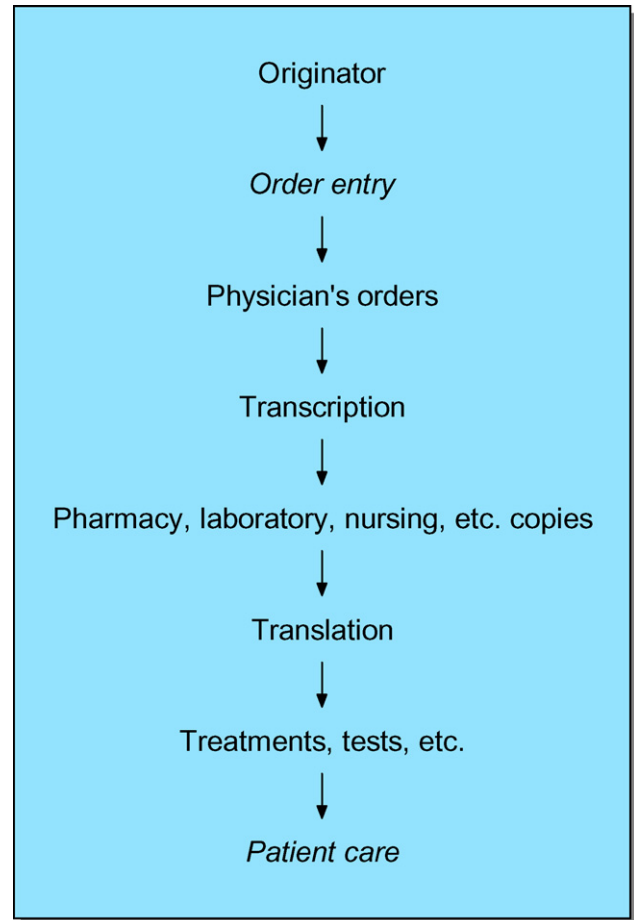 Originator
Order entry
Physician's orders
Transcription
Pharmacy, laboratory, nursing, etc. copies
Translation
Treatments, tests, etc.
Patient care